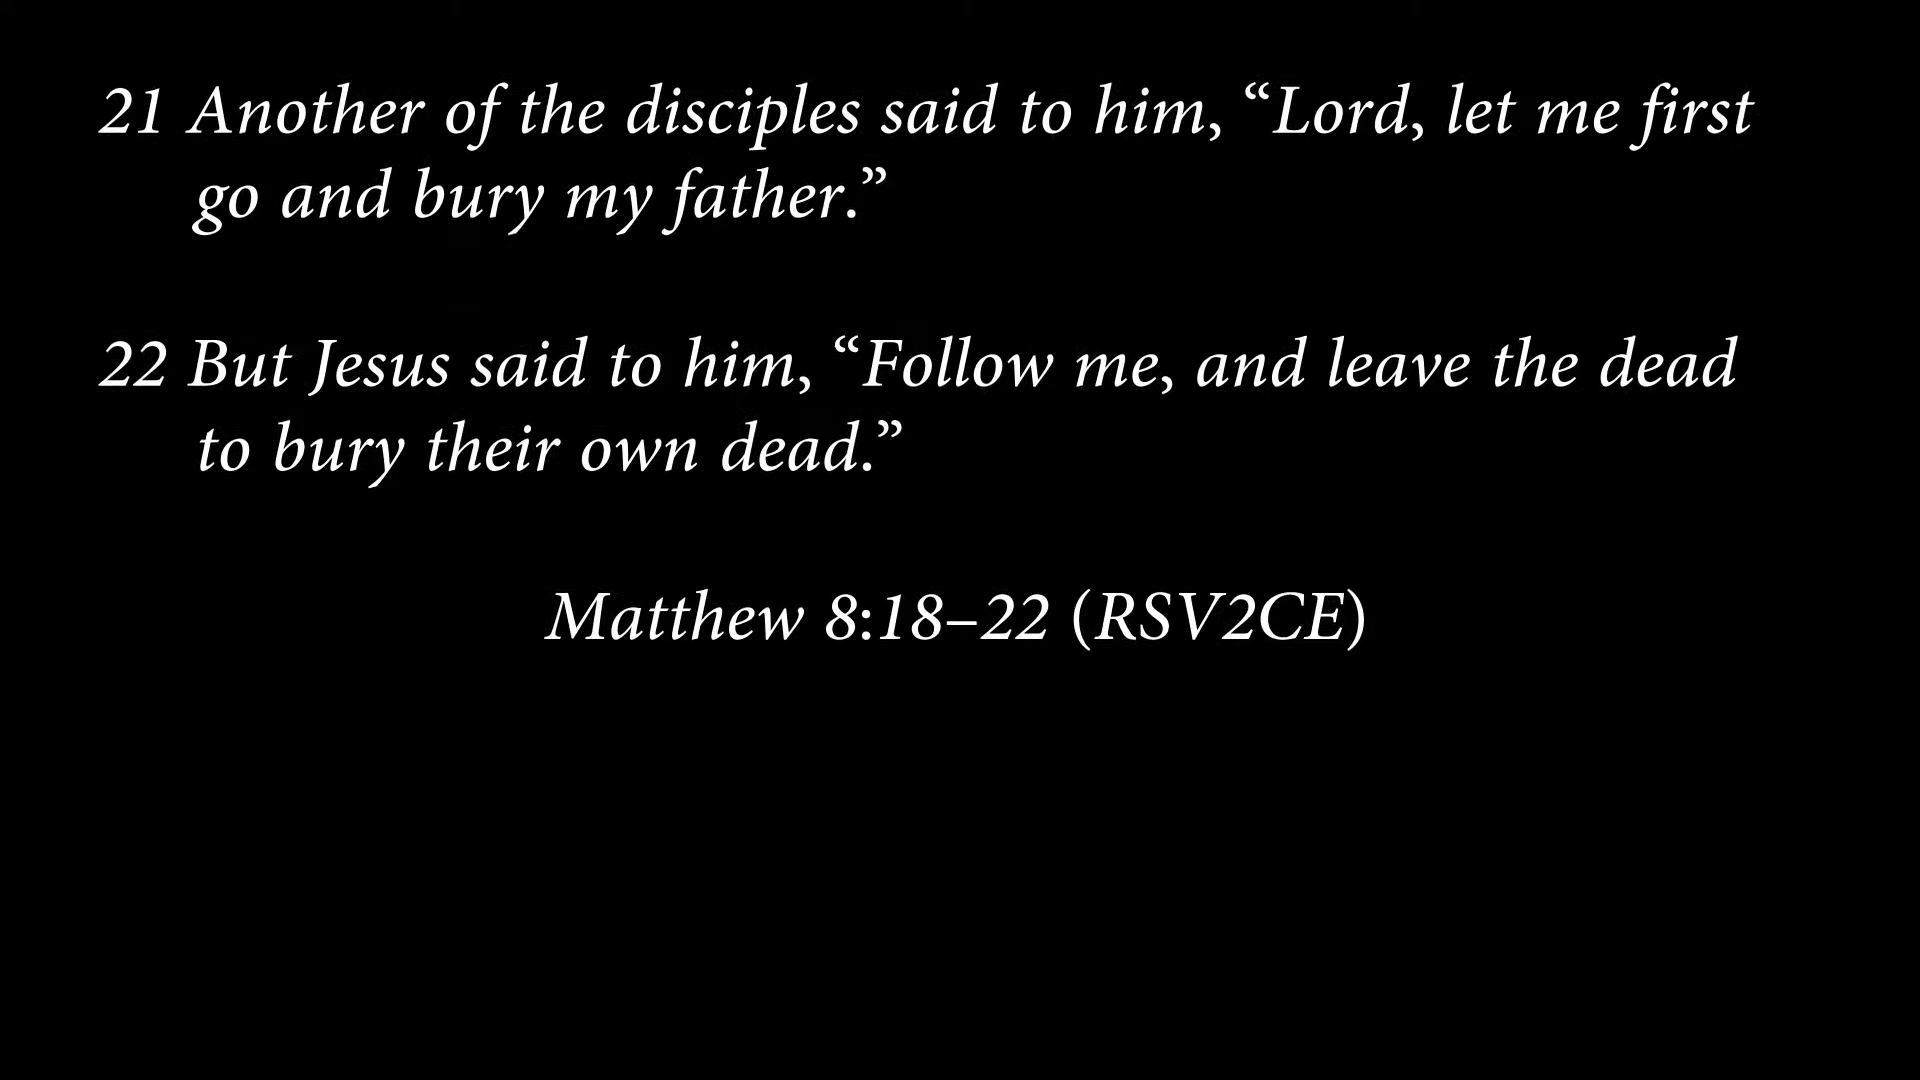 21 Another of the disciples said to him, “Lord, let me first
go and bury my father.”
22 But Jesus said to him, “Follow me, and leave the dead
to bury their own dead.”
Matthew 8:18–22 (RSV2CE)